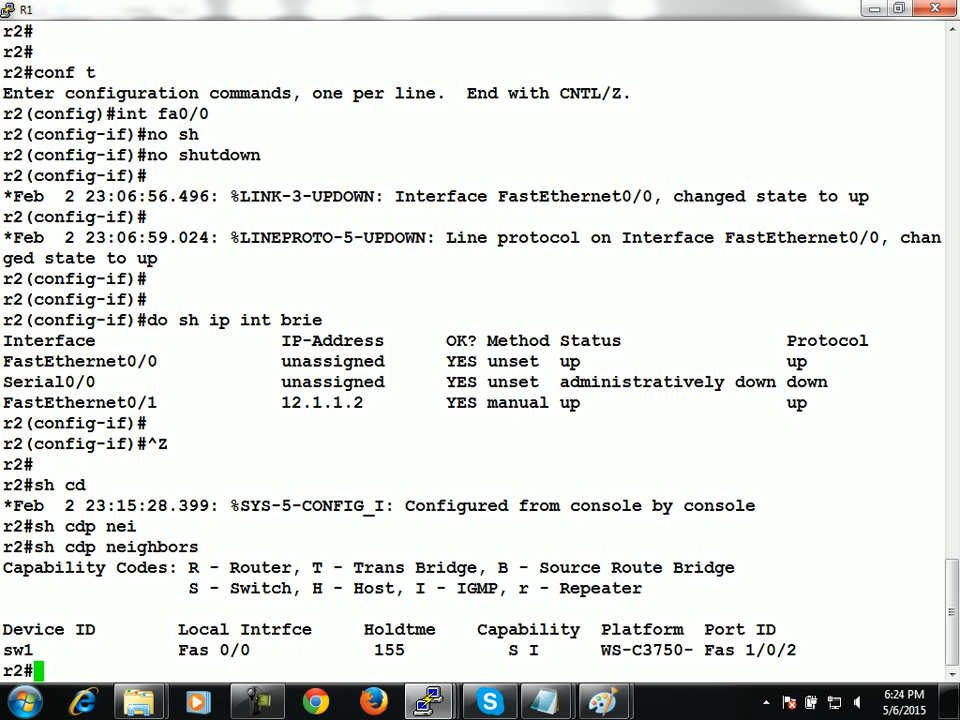 R1
r2#
r2#
r2#conf t
Enter configuration commands, one per line.  End with CNTL/Z.
r2(config)#int fa0/0
r2(config-if)#no sh
r2(config-if)#no shutdown
r2(config-if)#
*Feb  2 23:06:56.496: %LINK-3-UPDOWN: Interface FastEthernet0/0, changed state to up
r2(config-if)#
*Feb  2 23:06:59.024: %LINEPROTO-5-UPDOWN: Line protocol on Interface FastEthernet0/0, chan
ged state to up
r2(config-if)#
r2(config-if)#
r2(config-if)#do sh ip int brie
Interface                  IP-Address      OK? Method Status                Protocol
FastEthernet0/0            unassigned      YES unset  up                    up
Serial0/0                  unassigned      YES unset  administratively down down
FastEthernet0/1            12.1.1.2        YES manual up                    up
r2(config-if)#
r2(config-if)#^Z
r2#
r2#sh cd
*Feb  2 23:15:28.399: %SYS-5-CONFIG_I: Configured from console by console
r2#sh cdp nei
r2#sh cdp neighbors
Capability Codes: R - Router, T - Trans Bridge, B - Source Route Bridge
                  S - Switch, H - Host, I - IGMP, r - Repeater
Device ID        Local Intrfce     Holdtme    Capability  Platform  Port ID
sw1              Fas 0/0            155          S I      WS-C3750- Fas 1/0/2
r2#
6:24 PM
5/6/2015